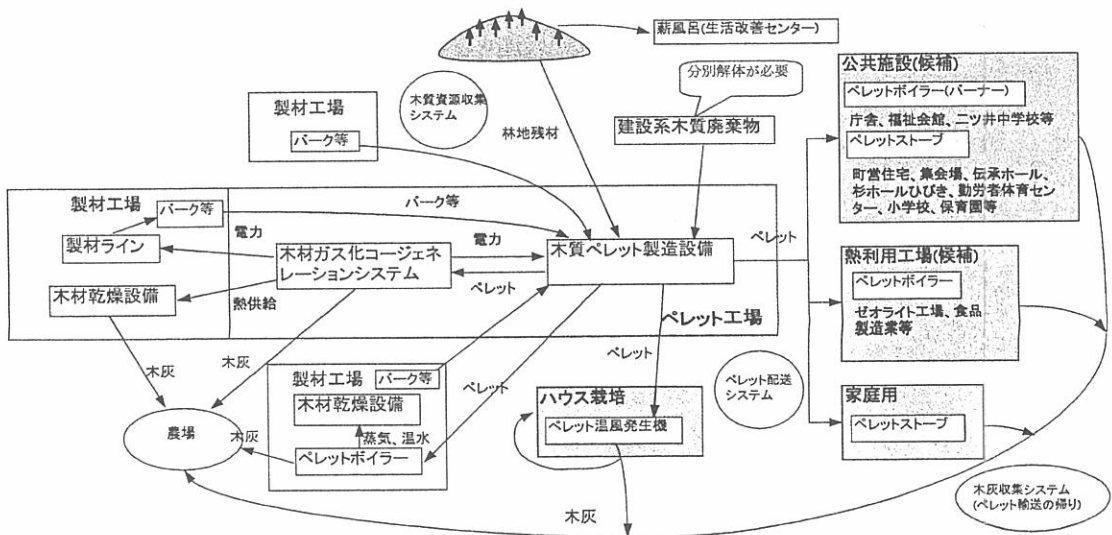 薪風呂(生活改善センター)
分別解体が必要
建設系木質廃棄物
木質資源収集
システム
林地残材
製材工場
バーク等
公共施設(候補)
ペレットボイラー(バーナー)
庁舎、福祉会館、二ツ井中学校等
ペレットストーブ
町営住宅、集会場、伝承ホール、
杉ホールひびき、勤労者体育セン
ター、小学校、保育園等
製材工場
バーク等
製材ライン
木材乾燥設備
バーク等
電力
木材ガス化コージェネ
レーションシステム
熱供給
電力
ペレット
木質ペレット製造設備
ペレット
ペレット工場
熱利用工場(候補)
ペレットボイラー
ゼオライト工場、食品
製造業等
木灰
木灰
製材工場
バーク等
木材乾燥設備
蒸気、温水
ペレットボイラー
ペレット
ペレット
農場
木灰
ハウス栽培
ペレット温風発生機
ペレット配送
システム
家庭用
ペレットストーブ
木灰
木灰収集システム
(ペレット輸送の帰り)